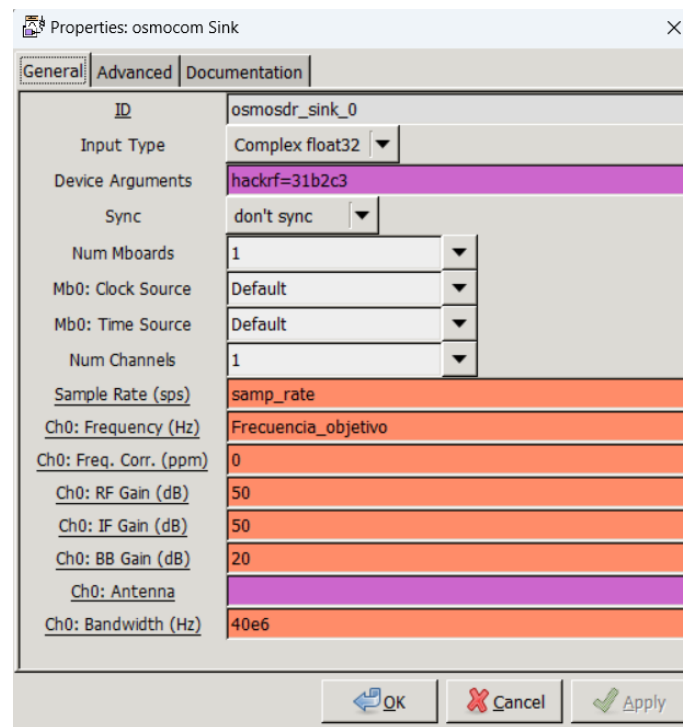 Properties: osmocom Sink
General Advanced Documentation
ID osmosdr_sink_0
Input Type Complex float32
Device Arguments hackrf=31b2c3
Sync don't sync
Num Mboards 1
Mb0: Clock Source Default
Mb0: Time Source Default
Num Channels 1
Sample Rate (sps) samp_rate
Ch0: Frequency (Hz) Frecuencia_objetivo
Ch0: Freq. Corr. (ppm) 0
Ch0: RF Gain (dB) 50
Ch0: IF Gain (dB) 50
Ch0: BB Gain (dB) 20
Ch0: Antenna
Ch0: Bandwidth (Hz) 40e6
OK Cancel Apply